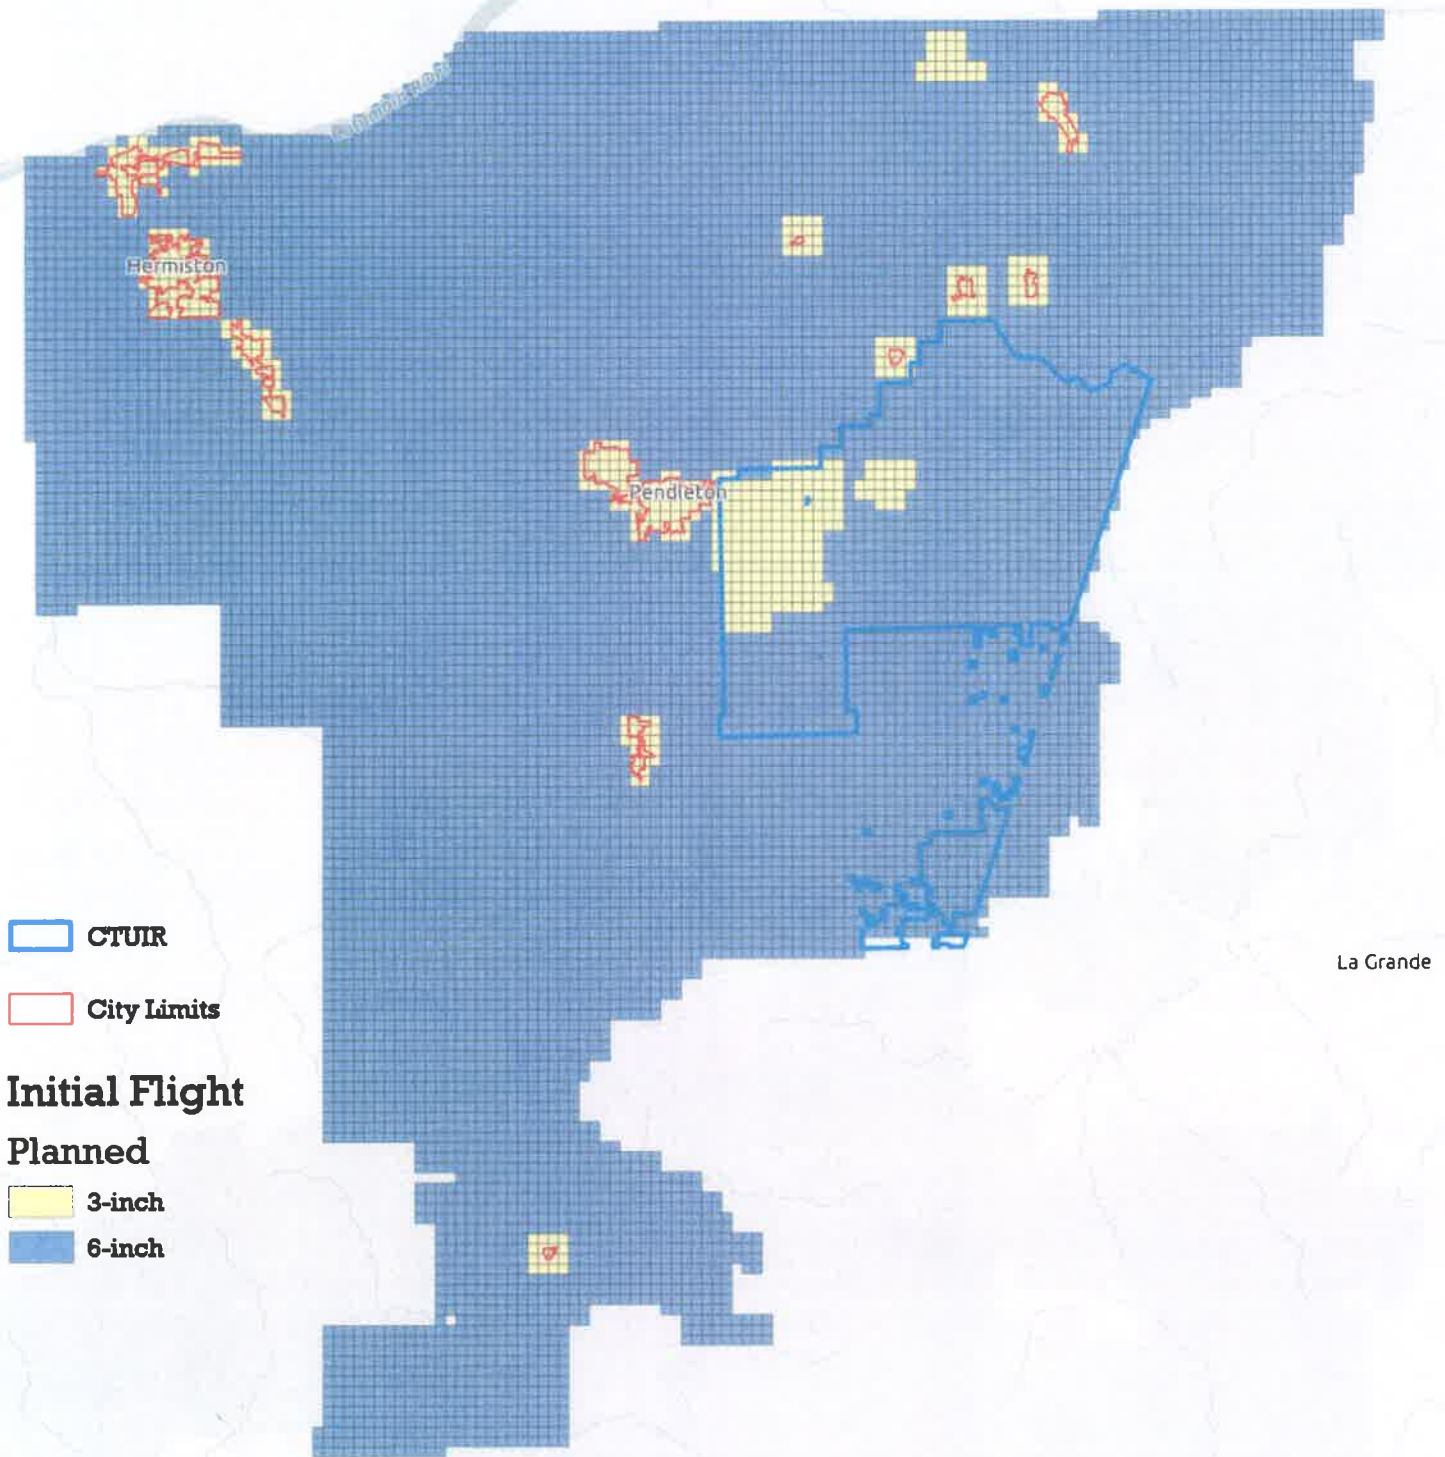 Hermiston
Pendleton
CTUIR
La Grande
City Limits
Initial Flight
Planned
3-inch
6-inch